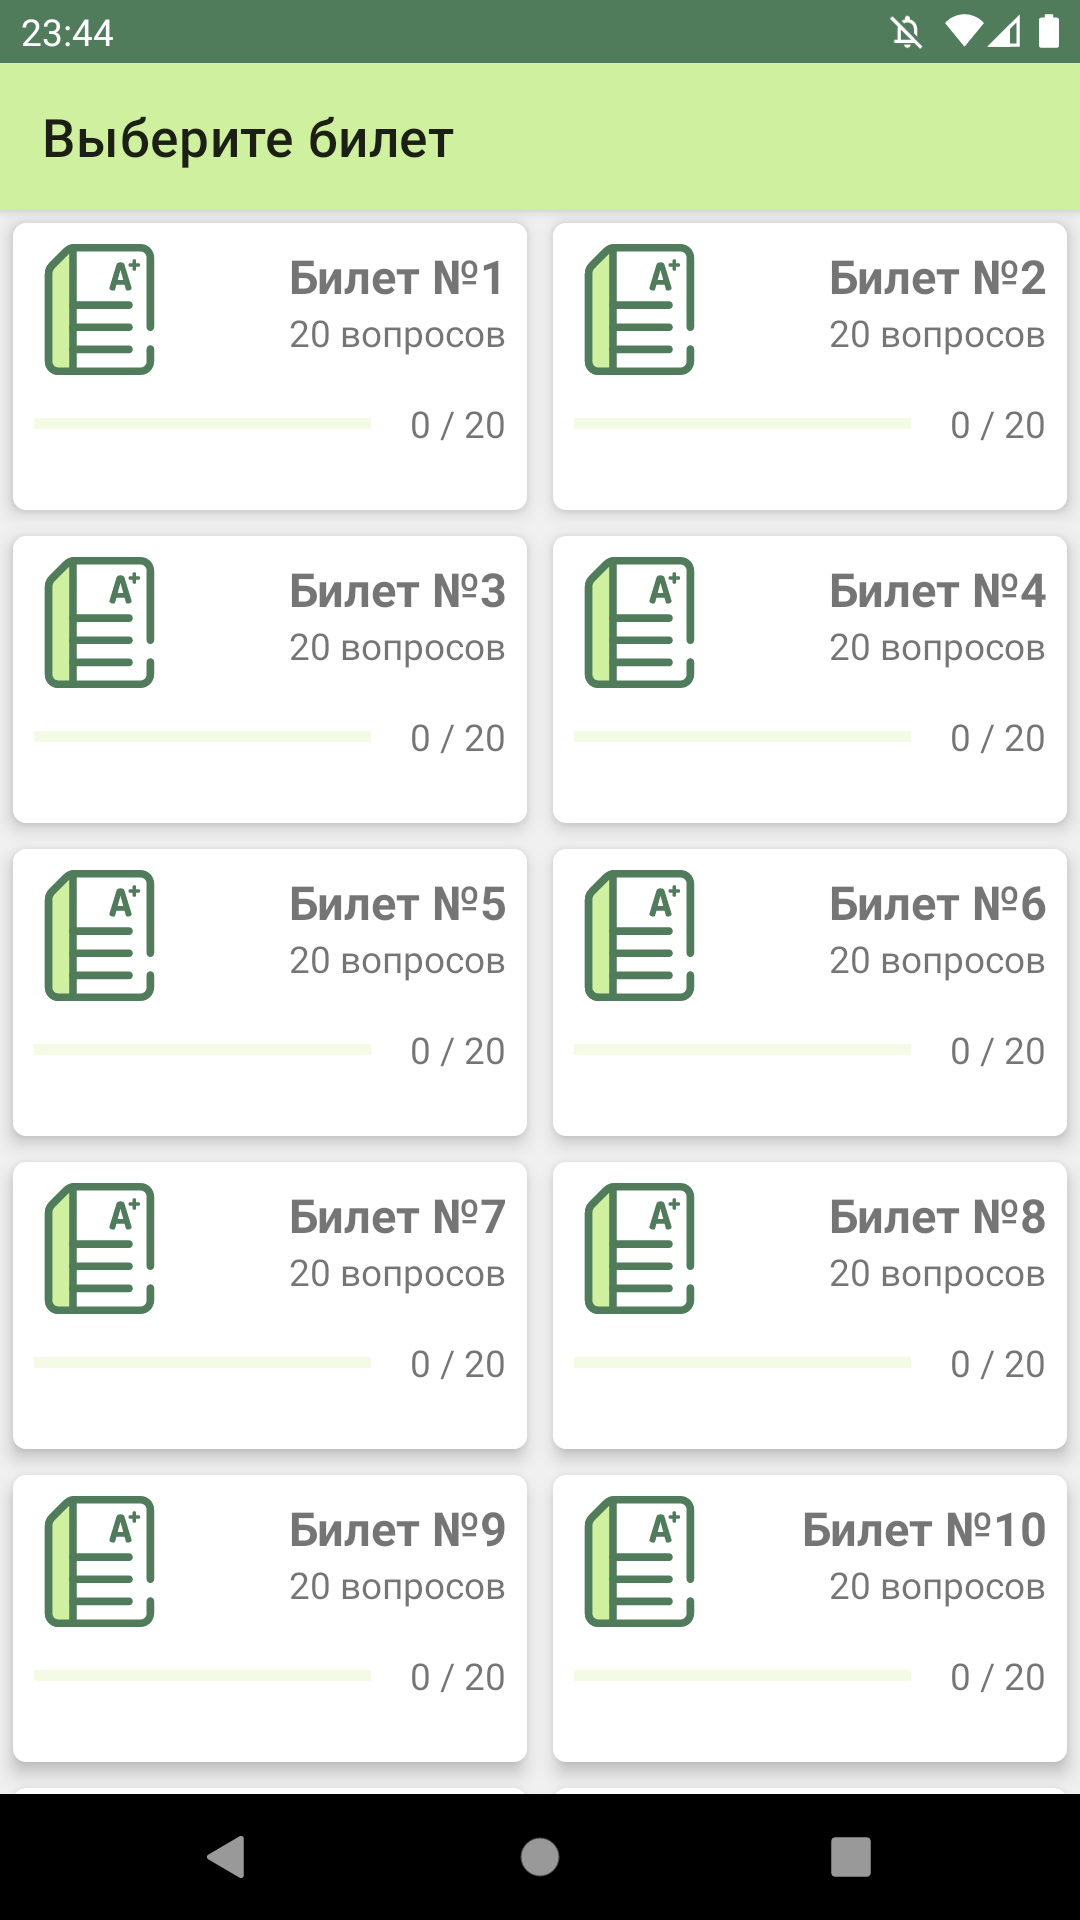 23:44
Выберите билет
A+
Билет №1
20 вопросов
0 / 20
A+
Билет №2
20 вопросов
0 / 20
A+
Билет №3
20 вопросов
0 / 20
A+
Билет №4
20 вопросов
0 / 20
A+
Билет №5
20 вопросов
0 / 20
A+
Билет №6
20 вопросов
0 / 20
A+
Билет №7
20 вопросов
0 / 20
A+
Билет №8
20 вопросов
0 / 20
A+
Билет №9
20 вопросов
0 / 20
A+
Билет №10
20 вопросов
0 / 20